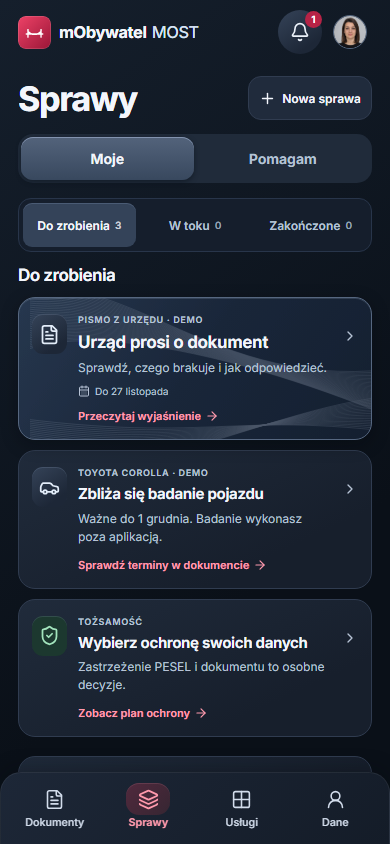 mObywatel MOST
1
Sprawy
Nowa sprawa
Moje
Pomagam
Do zrobienia 3
W toku 0
Zakończone 0
Do zrobienia
PISMO Z URZĘDU · DEMO
Urząd prosi o dokument
Sprawdź, czego brakuje i jak odpowiedzieć.
Do 27 listopada
Przeczytaj wyjaśnienie →
TOYOTA COROLLA · DEMO
Zbliża się badanie pojazdu
Ważne do 1 grudnia. Badanie wykonasz
poza aplikacją.
Sprawdź terminy w dokumencie →
TOŻSAMOŚĆ
Wybierz ochronę swoich danych
Zastrzeżenie PESEL i dokumentu to osobne
decyzje.
Zobacz plan ochrony →
Dokumenty
Sprawy
Usługi
Dane